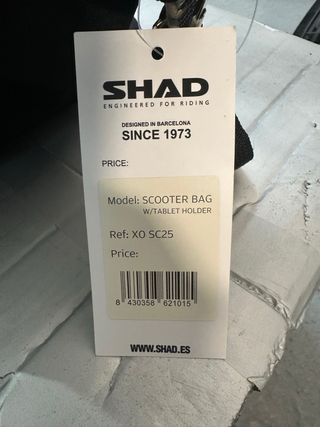 SHAD
ENGINEERED FOR RIDING
DESIGNED IN BARCELONA
SINCE 1973
PRICE:
Model: SCOOTER BAG
W/TABLET HOLDER
Ref: X0 SC25
Price:
8 430358 621015
WWW.SHAD.ES